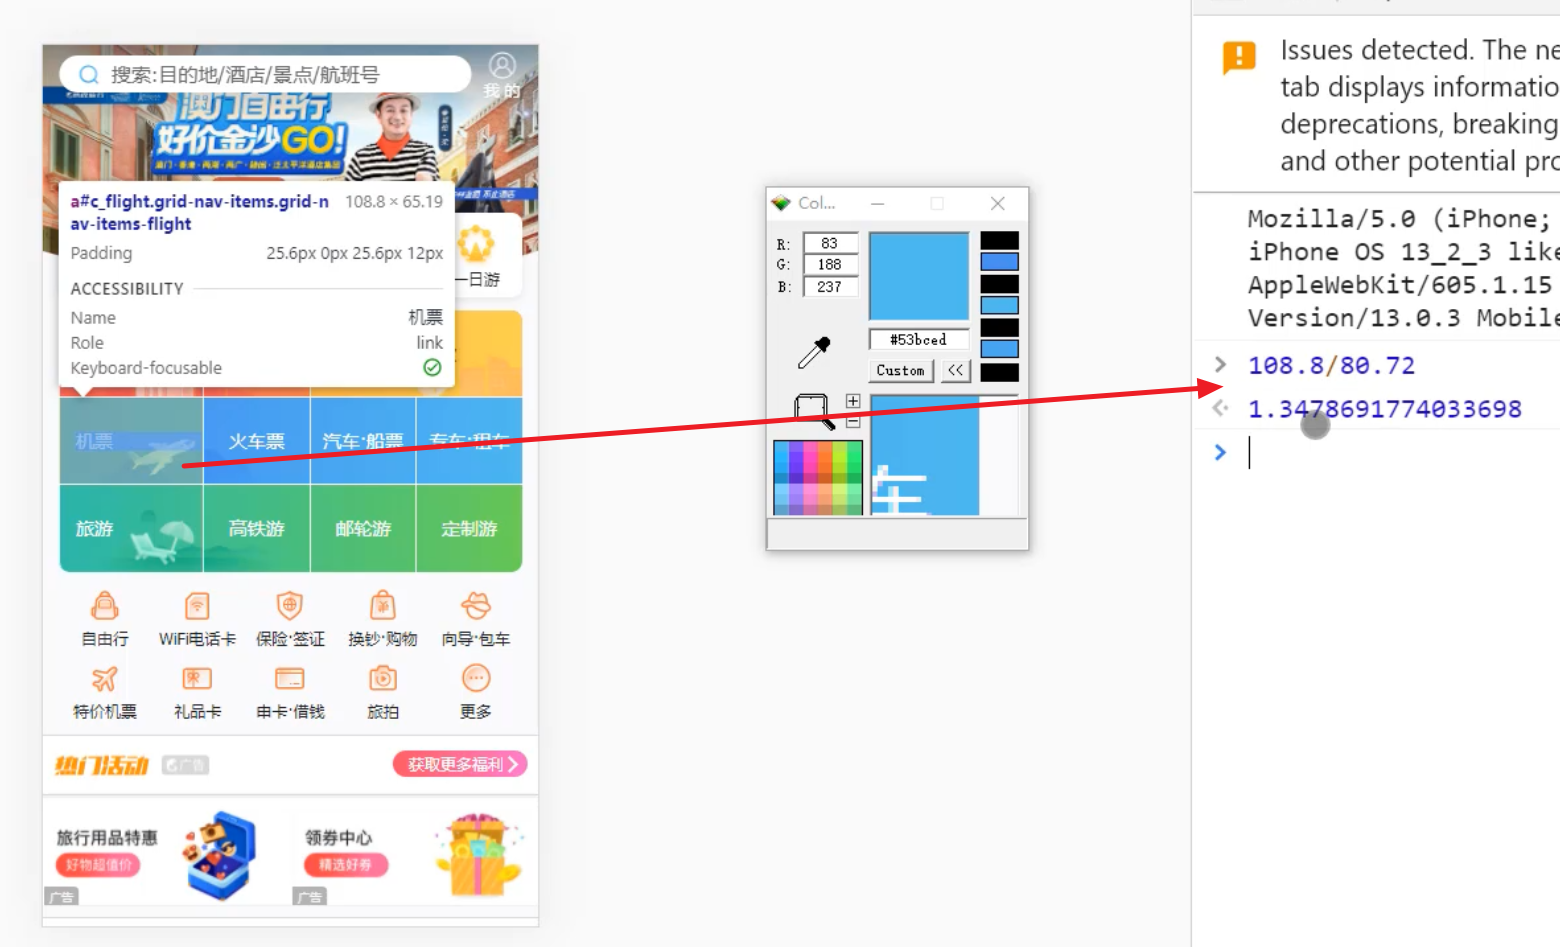 搜索:目的地/酒店/景点/航班号
我的
澳门自由行
好价金沙GO!
a#c_flight.grid-nav-items.grid-n
av-items-flight
108.8 × 65.19
Padding
25.6px 0px 25.6px 12px
ACCESSIBILITY
Name
机票
Role
link
Keyboard-focusable
一日游
机票
火车票
汽车·船票
专车·租车
旅游
高铁游
邮轮游
定制游
自由行
WiFi电话卡
保险·签证
换钞·购物
向导·包车
特价机票
礼品卡
申卡·借钱
旅拍
更多
热门活动
广告
获取更多福利
旅行用品特惠
好物超值价
广告
领券中心
精选好券
广告
Col...
R:
83
G:
188
B:
237
#53bced
Custom
<<
Issues detected. The ne
tab displays informatio
deprecations, breaking
and other potential pro
Mozilla/5.0 (iPhone;
iPhone OS 13_2_3 like
AppleWebKit/605.1.15
Version/13.0.3 Mobile
108.8/80.72
1.3478691774033698